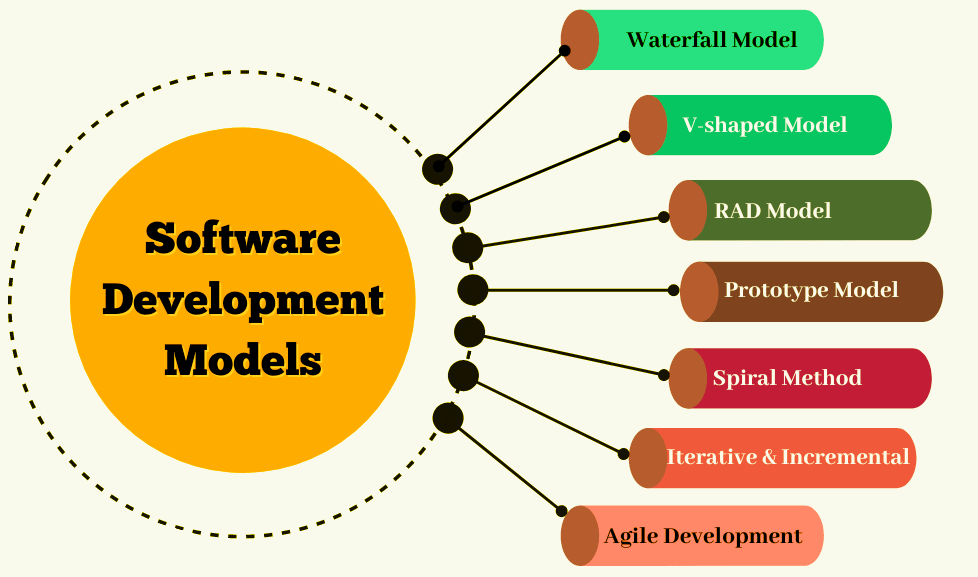 Software
Development
Models
Waterfall Model
V-shaped Model
RAD Model
Prototype Model
Spiral Method
Iterative & Incremental
Agile Development